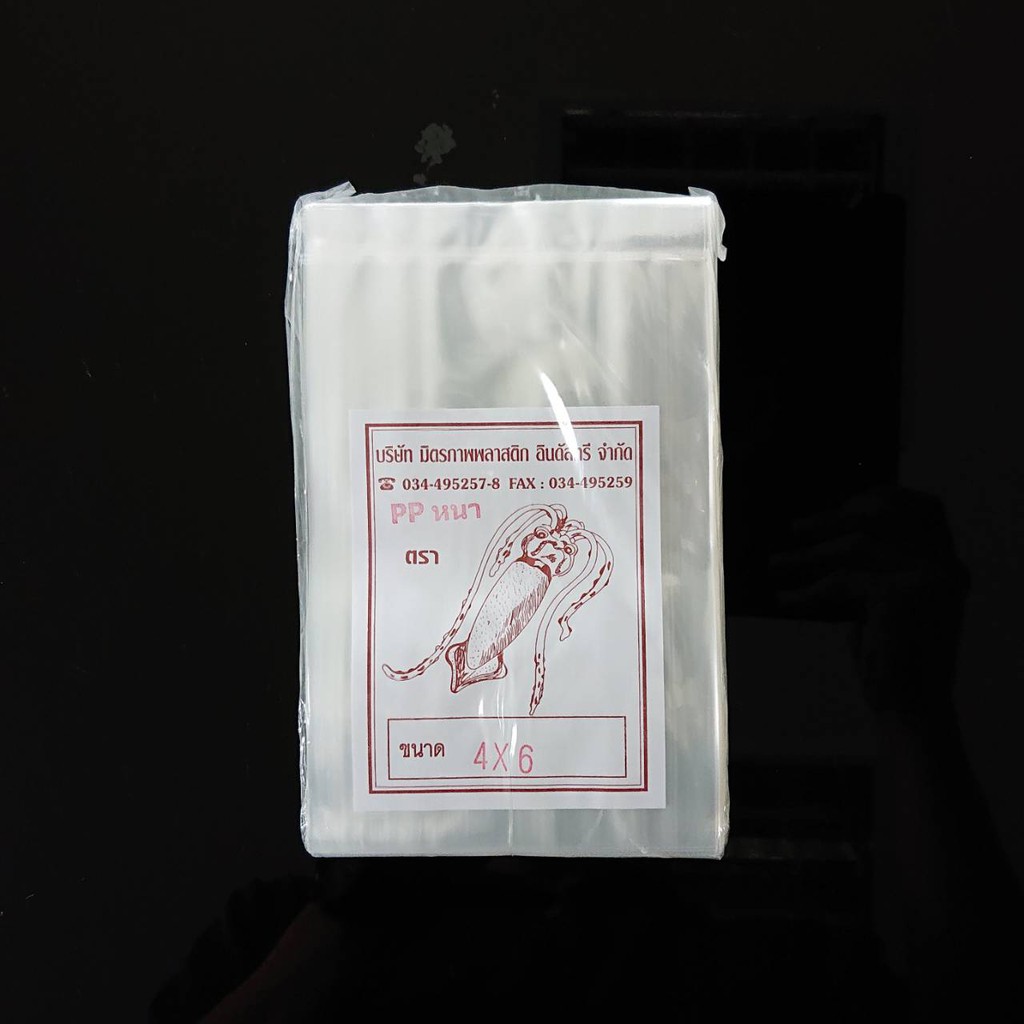 บริษัท มิตรภาพพลาสติก อินดัสทรี จำกัด
☎ 034-495257-8 FAX : 034-495259
PP หนา
ตรา
ขนาด 4X6